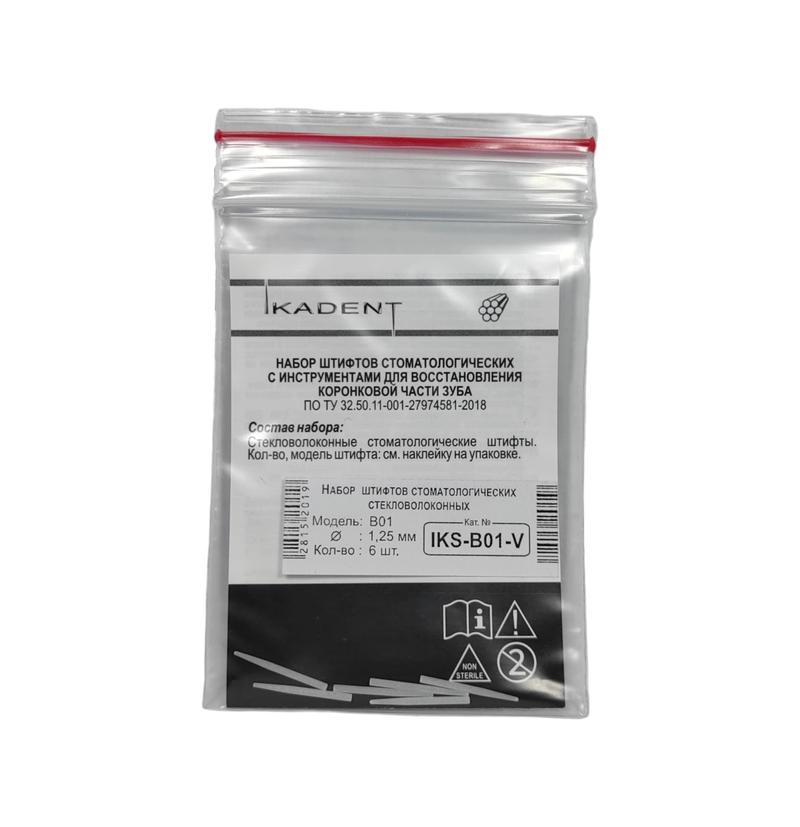 IKADENT
НАБОР ШТИФТОВ СТОМАТОЛОГИЧЕСКИХ
С ИНСТРУМЕНТАМИ ДЛЯ ВОССТАНОВЛЕНИЯ
КОРОНКОВОЙ ЧАСТИ ЗУБА
ПО ТУ 32.50.11-001-27974581-2018
Состав набора:
Стекловолоконные стоматологические штифты.
Кол-во, модель штифта: см. наклейку на упаковке.
2815 2019
НАБОР ШТИФТОВ СТОМАТОЛОГИЧЕСКИХ
СТЕКЛОВОЛОКОННЫХ
Модель: B01
Ø : 1,25 мм
Кол-во : 6 шт.
Кат. №
IKS-B01-V
i
!
NON
STERILE
2